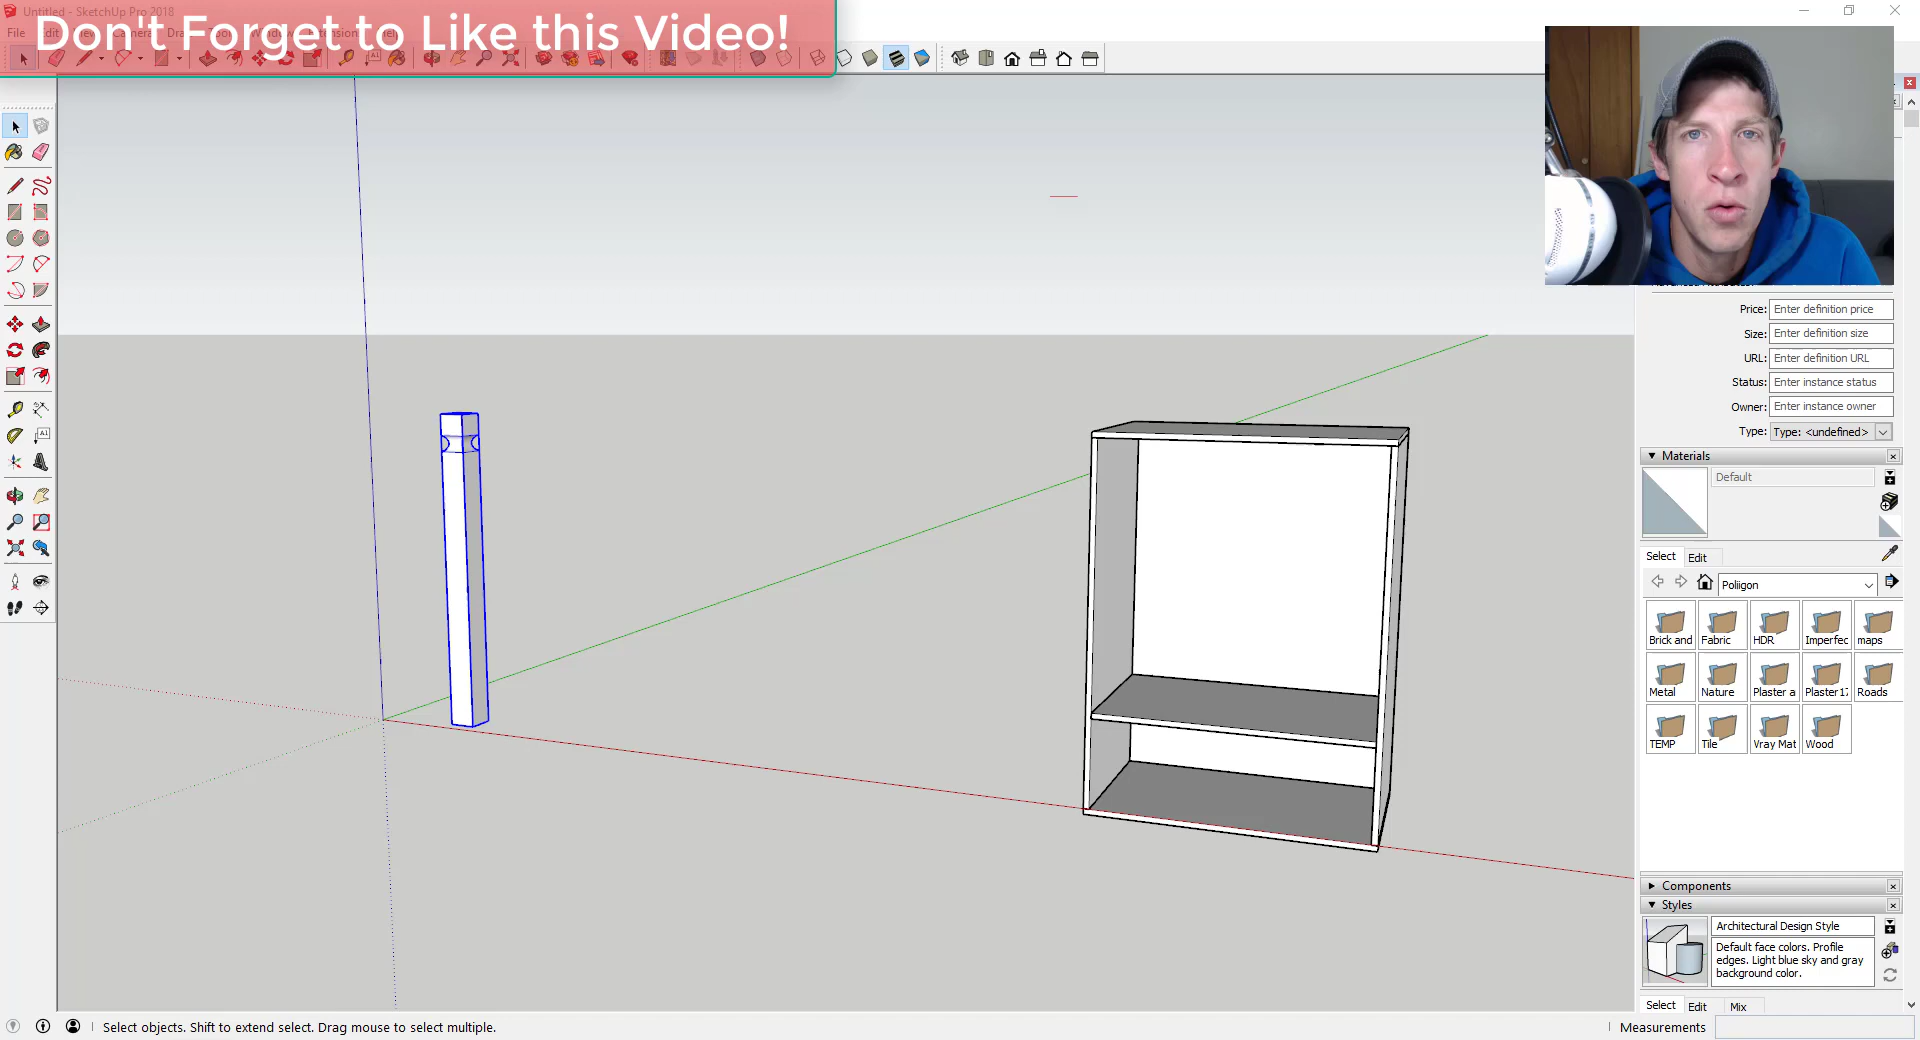 Untitled - SketchUp Pro 2018
Don't Forget to Like this Video!
File
Price: Enter definition price
Size: Enter definition size
URL: Enter definition URL
Status: Enter instance status
Owner: Enter instance owner
Type: Type: <undefined>
Materials
Default
Select Edit
Poliigon
Brick and Fabric HDR Imperfec maps
Metal Nature Plaster a Plaster17 Roads
TEMP Tile Vray Mat Wood
Components
Styles
Architectural Design Style
Default face colors. Profile
edges. Light blue sky and gray
background color.
Select Edit Mix
Select objects. Shift to extend select. Drag mouse to select multiple.
Measurements